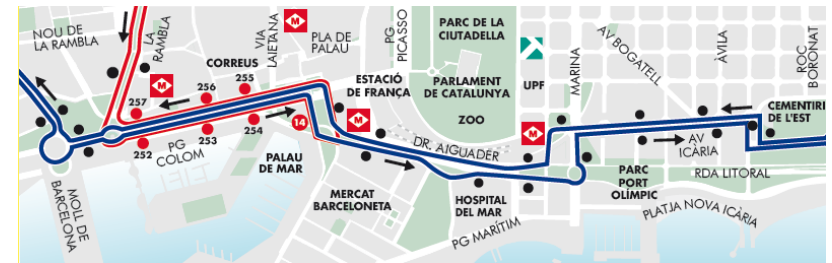 NOU DE
LA RAMBLA
LA
RAMBLA
VIA
LAIETANA
M
PLA DE
PALAU
PG
PICASSO
PARC DE LA
CIUTADELLA
UPF
MARINA
AV BOGATELL
ÀVILA
ROC
BORONAT
CORREUS
M
257
256
255
ESTACIÓ
DE FRANÇA
PARLAMENT
DE CATALUNYA
ZOO
M
M
CEMENTIRI
DE L'EST
252
253
254
14
PG
COLOM
PALAU
DE MAR
DR. AIGUADER
AV
ICÀRIA
MOLL DE
BARCELONA
MERCAT
BARCELONETA
HOSPITAL
DEL MAR
PARC
PORT
OLÍMPIC
RDA LITORAL
PG MARÍTIM
PLATJA NOVA ICÀRIA